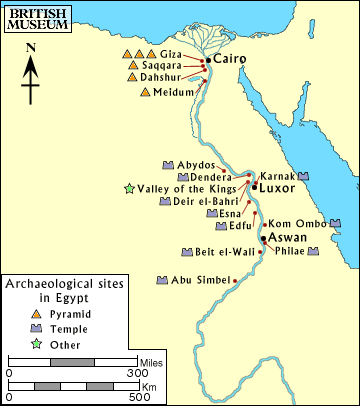 BRITISH
MUSEUM
N
Giza
Cairo
Saqqara
Dahshur
Meidum
Abydos
Dendera
Karnak
Valley of the Kings
Luxor
Deir el-Bahri
Esna
Edfu
Kom Ombo
Aswan
Beit el-Wali
Philae
Abu Simbel
Archaeological sites
in Egypt
Pyramid
Temple
Other
0 Miles 300
0 Km 500